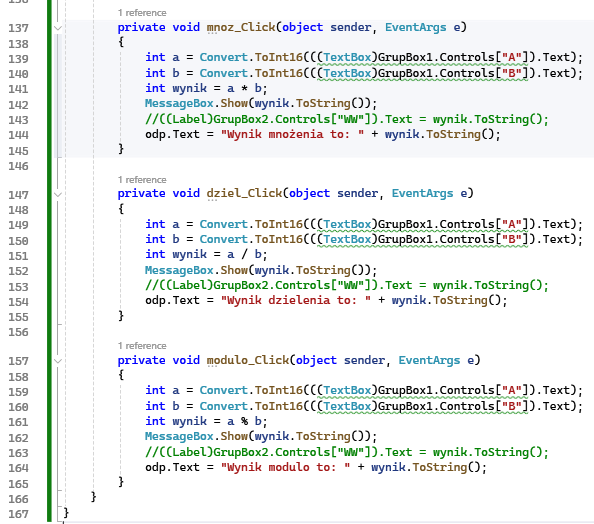 136
1 reference
137 private void mnoz_Click(object sender, EventArgs e)
138 {
139 int a = Convert.ToInt16(((TextBox)GrupBox1.Controls["A"]).Text);
140 int b = Convert.ToInt16(((TextBox)GrupBox1.Controls["B"]).Text);
141 int wynik = a * b;
142 MessageBox.Show(wynik.ToString());
143 //((Label)GrupBox2.Controls["WW"]).Text = wynik.ToString();
144 odp.Text = "Wynik mnożenia to: " + wynik.ToString();
145 }
146
1 reference
147 private void dziel_Click(object sender, EventArgs e)
148 {
149 int a = Convert.ToInt16(((TextBox)GrupBox1.Controls["A"]).Text);
150 int b = Convert.ToInt16(((TextBox)GrupBox1.Controls["B"]).Text);
151 int wynik = a / b;
152 MessageBox.Show(wynik.ToString());
153 //((Label)GrupBox2.Controls["WW"]).Text = wynik.ToString();
154 odp.Text = "Wynik dzielenia to: " + wynik.ToString();
155 }
156
1 reference
157 private void modulo_Click(object sender, EventArgs e)
158 {
159 int a = Convert.ToInt16(((TextBox)GrupBox1.Controls["A"]).Text);
160 int b = Convert.ToInt16(((TextBox)GrupBox1.Controls["B"]).Text);
161 int wynik = a % b;
162 MessageBox.Show(wynik.ToString());
163 //((Label)GrupBox2.Controls["WW"]).Text = wynik.ToString();
164 odp.Text = "Wynik modulo to: " + wynik.ToString();
165 }
166 }
167 }